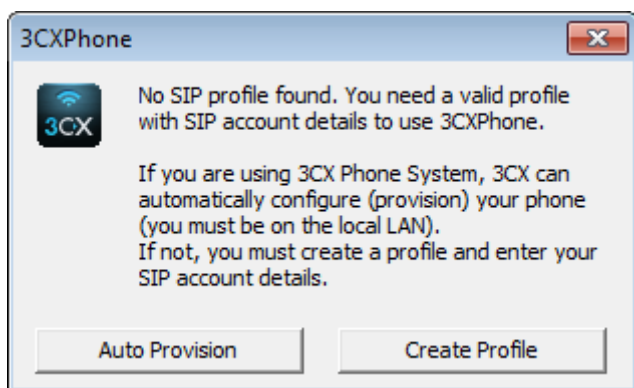 3CXPhone
3CX
No SIP profile found. You need a valid profile
with SIP account details to use 3CXPhone.
If you are using 3CX Phone System, 3CX can
automatically configure (provision) your phone
(you must be on the local LAN).
If not, you must create a profile and enter your
SIP account details.
Auto Provision
Create Profile